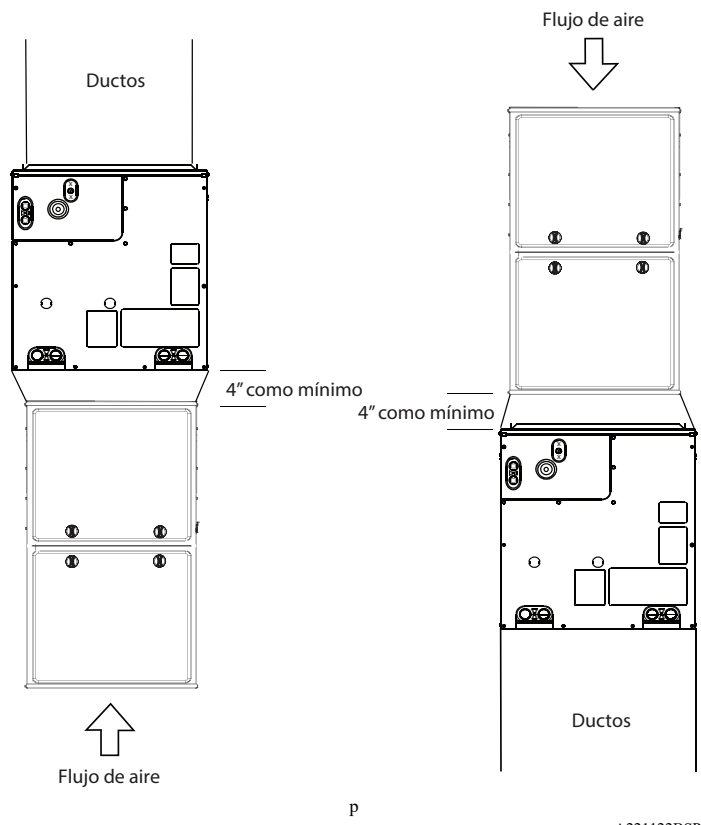 Flujo de aire
Ductos
4” como mínimo
4” como mínimo
Ductos
Flujo de aire
p